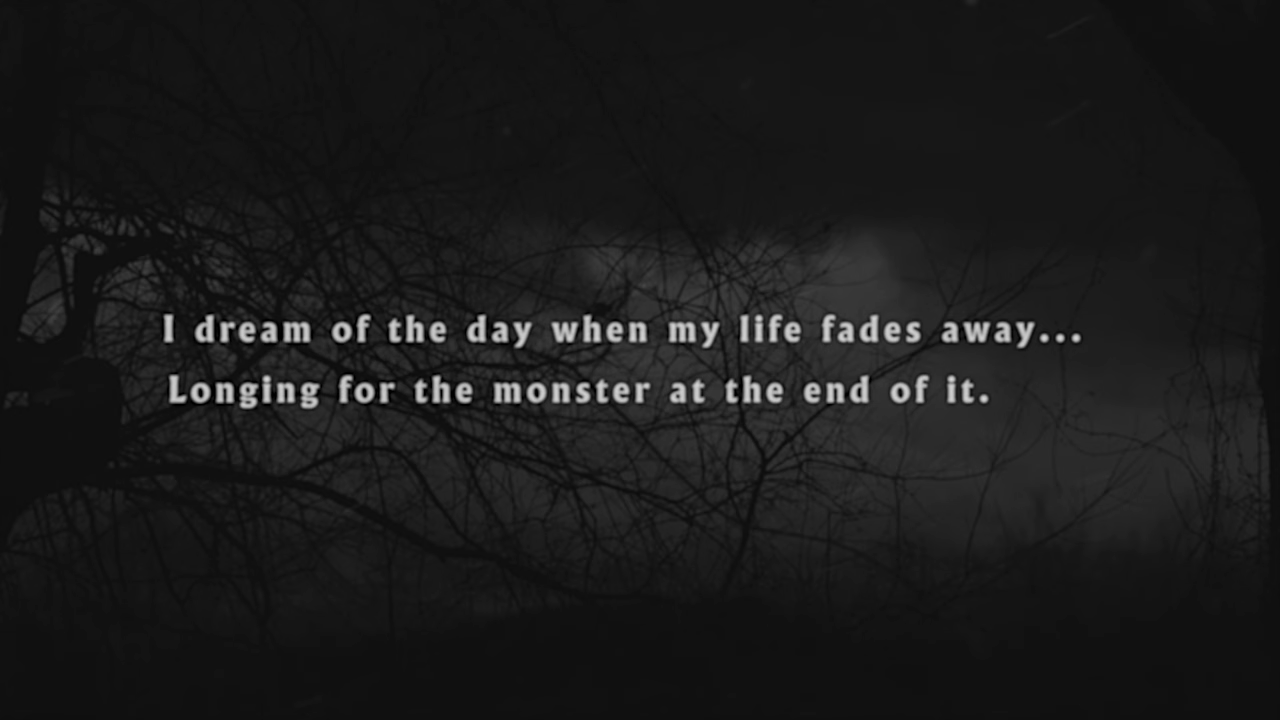 I dream of the day when my life fades away...
Longing for the monster at the end of it.